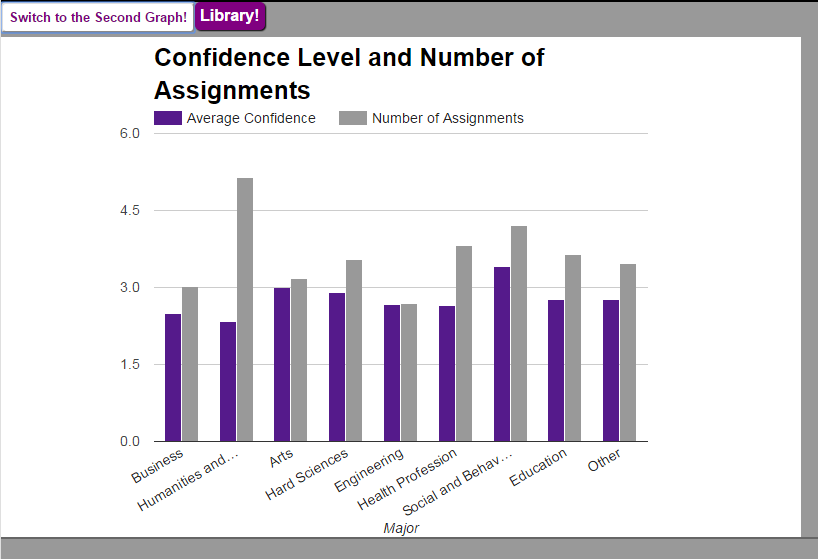 Switch to the Second Graph! Library!
Confidence Level and Number of
Assignments
Average Confidence Number of Assignments
6.0
4.5
3.0
1.5
0.0
Business
Humanities and…
Arts
Hard Sciences
Engineering
Health Profession
Social and Behav…
Education
Other
Major